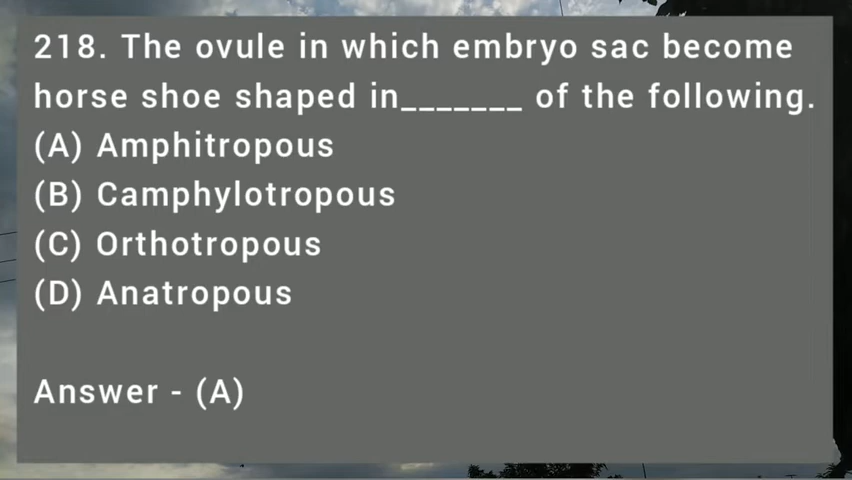 218. The ovule in which embryo sac become
horse shoe shaped in_______ of the following.
(A) Amphitropous
(B) Camphylotropous
(C) Orthotropous
(D) Anatropous
Answer - (A)